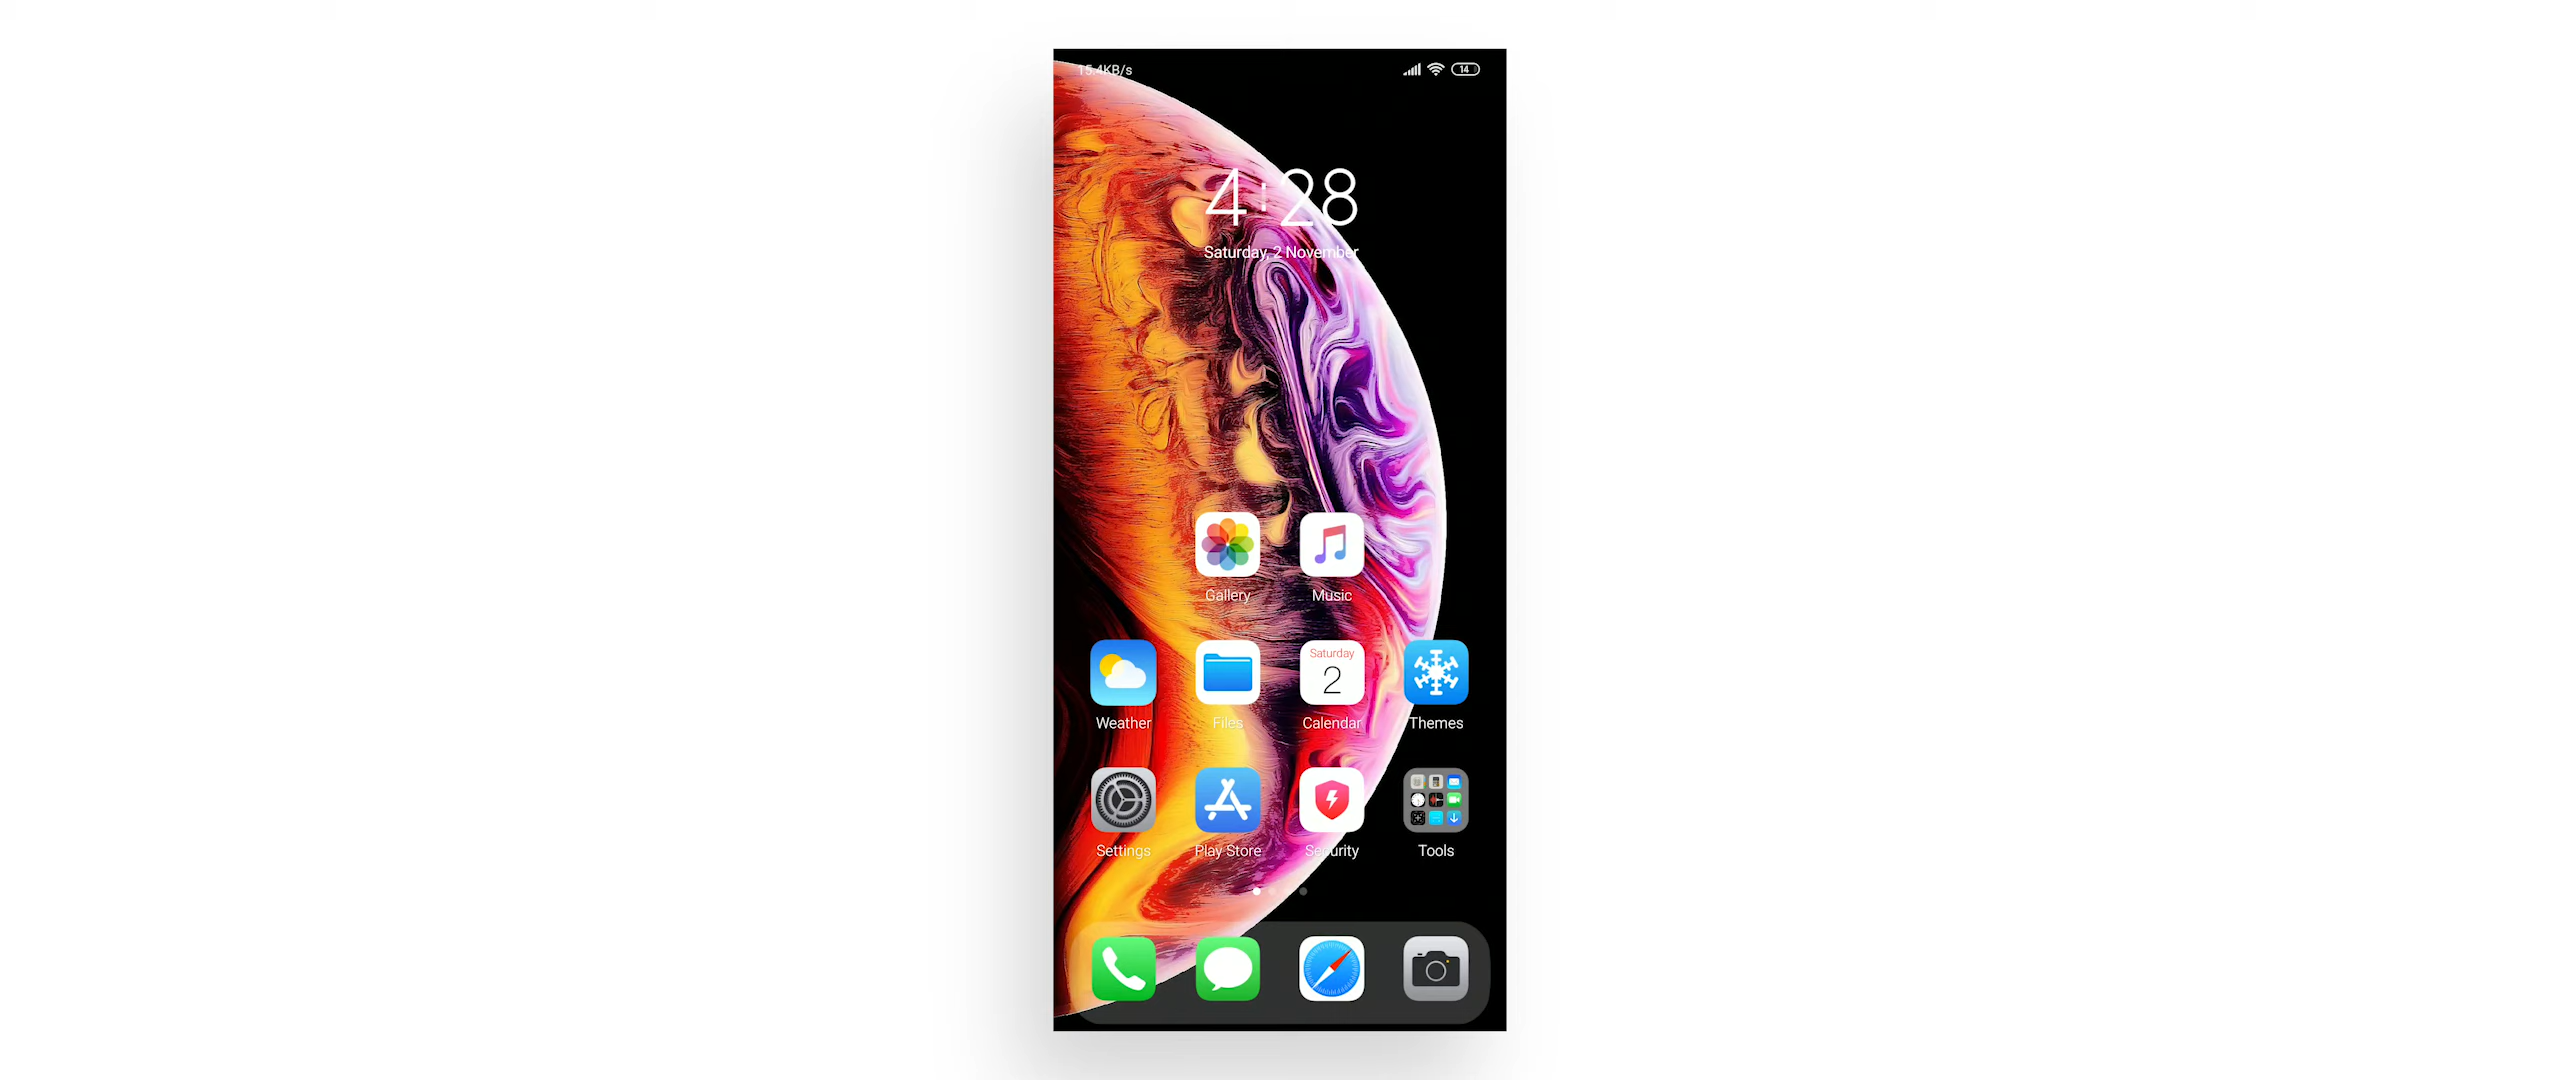 15.4KB/s 14
4:28
Saturday, 2 November
Gallery Music
Saturday
2
Weather Files Calendar Themes
Settings Play Store Security Tools